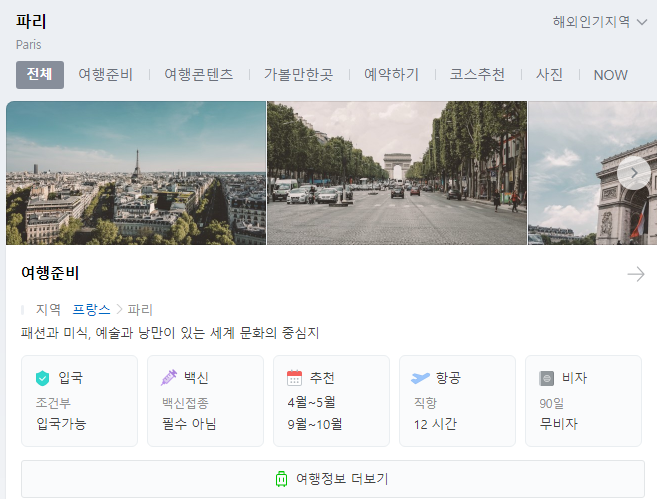 파리
해외인기지역
Paris
전체 여행준비 여행콘텐츠 가볼만한곳 예약하기 코스추천 사진 NOW
여행준비
지역 프랑스 > 파리
패션과 미식, 예술과 낭만이 있는 세계 문화의 중심지
입국 백신 추천 항공 비자
조건부 백신접종 4월~5월 직항 90일
입국가능 필수 아님 9월~10월 12 시간 무비자
여행정보 더보기